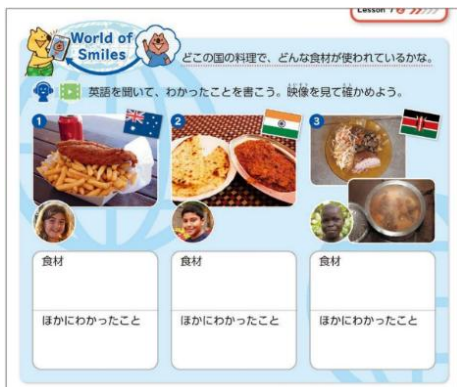 Lesson 7
World of
Smiles
どこの国の料理で、どんな食材が使われているかな。
英語を聞いて、わかったことを書こう。映像を見て確かめよう。
1
2
3
食材
食材
食材
ほかにわかったこと
ほかにわかったこと
ほかにわかったこと